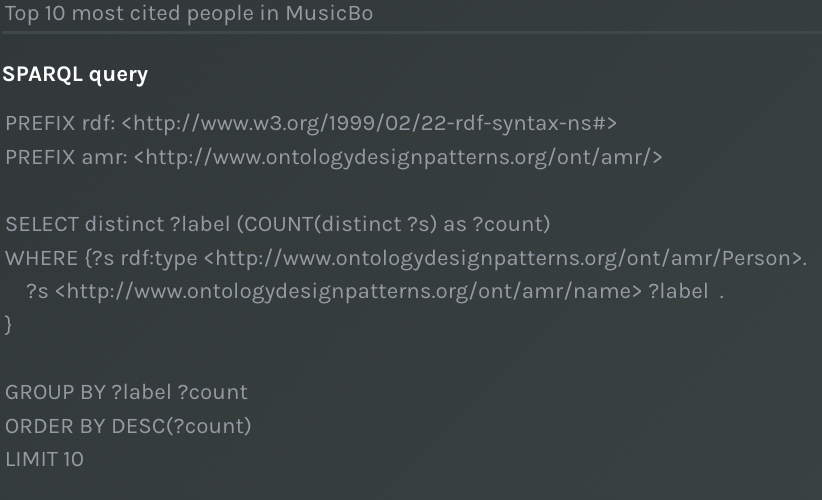 Top 10 most cited people in MusicBo
SPARQL query
PREFIX rdf: <http://www.w3.org/1999/02/22-rdf-syntax-ns#>
PREFIX amr: <http://www.ontologydesignpatterns.org/ont/amr/>
SELECT distinct ?label (COUNT(distinct ?s) as ?count)
WHERE {?s rdf:type <http://www.ontologydesignpatterns.org/ont/amr/Person>.
?s <http://www.ontologydesignpatterns.org/ont/amr/name> ?label .
}
GROUP BY ?label ?count
ORDER BY DESC(?count)
LIMIT 10